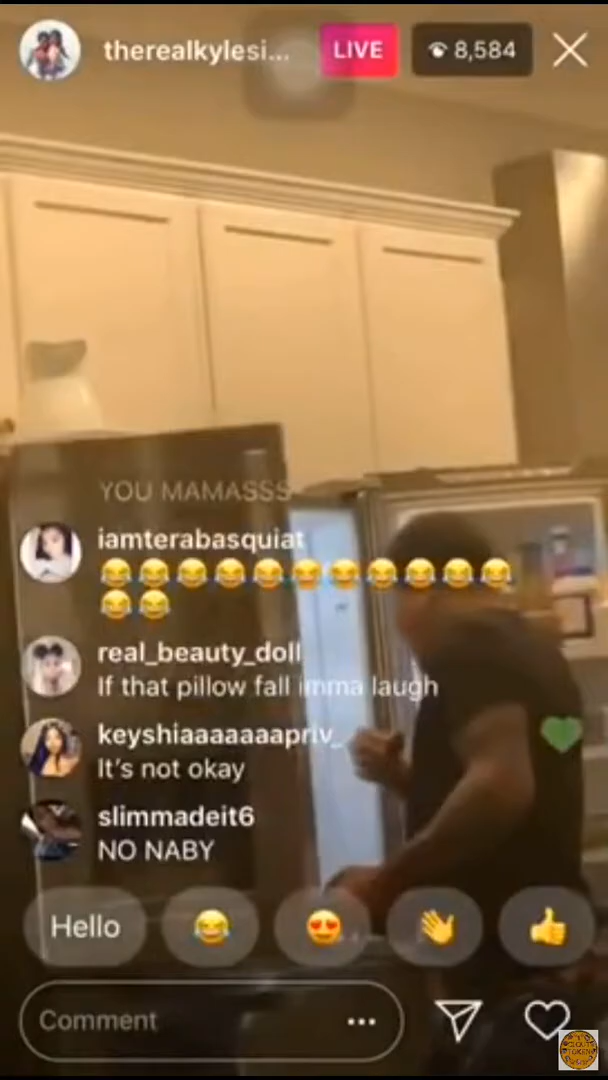 therealkylesi...
LIVE
8,584
YOU MAMASSS
iamterabasquiat
😂😂😂😂😂😂😂😂😂😂😂
😂😂
real_beauty_doll
If that pillow fall imma laugh
keyshiaaaaaaapriv_
It's not okay
slimmadeit6
NO NABY
Hello
Comment